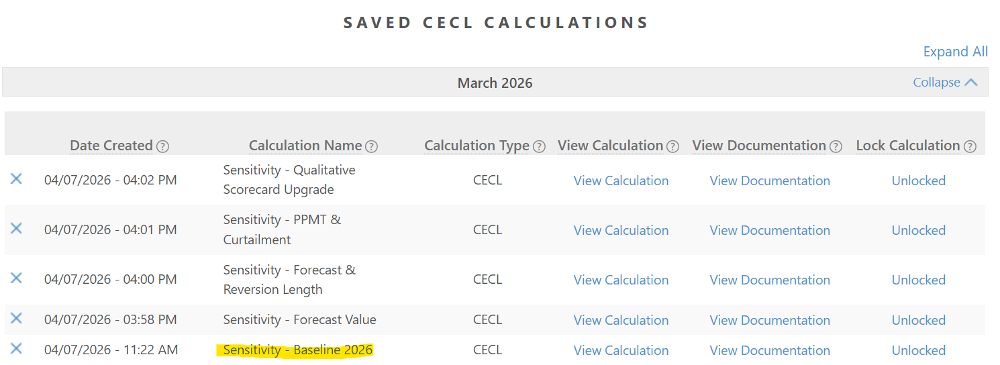 SAVED CECL CALCULATIONS
Expand All
March 2026 Collapse
Date Created ? Calculation Name ? Calculation Type ? View Calculation ? View Documentation ? Lock Calculation ?
04/07/2026 - 04:02 PM Sensitivity - Qualitative CECL View Calculation View Documentation Unlocked
Scorecard Upgrade
04/07/2026 - 04:01 PM Sensitivity - PPMT & CECL View Calculation View Documentation Unlocked
Curtailment
04/07/2026 - 04:00 PM Sensitivity - Forecast & CECL View Calculation View Documentation Unlocked
Reversion Length
04/07/2026 - 03:58 PM Sensitivity - Forecast Value CECL View Calculation View Documentation Unlocked
04/07/2026 - 11:22 AM Sensitivity - Baseline 2026 CECL View Calculation View Documentation Unlocked